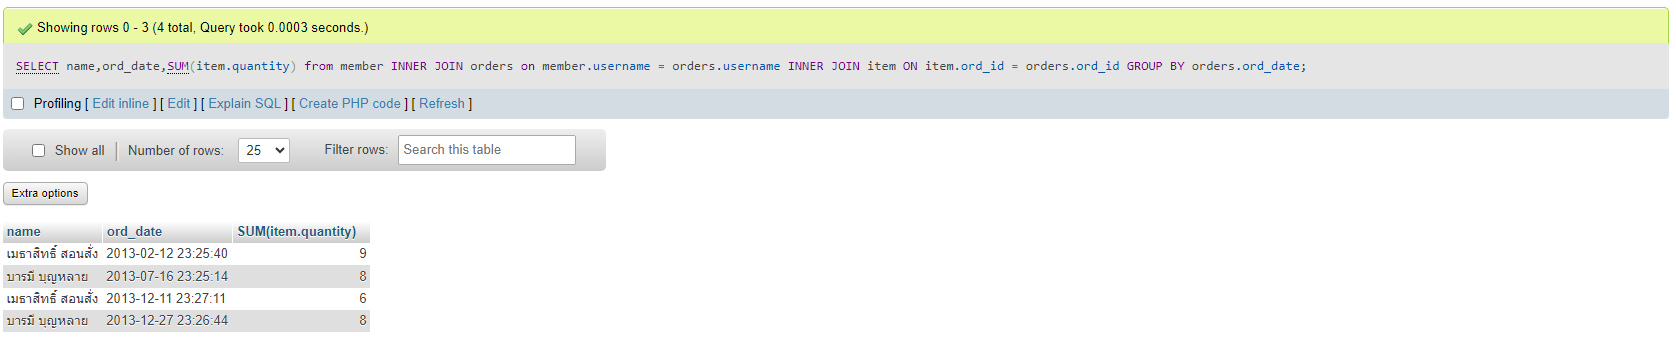 Showing rows 0 - 3 (4 total, Query took 0.0003 seconds.)
SELECT name,ord_date,SUM(item.quantity) from member INNER JOIN orders on member.username = orders.username INNER JOIN item ON item.ord_id = orders.ord_id GROUP BY orders.ord_date;
Profiling [ Edit inline ] [ Edit ] [ Explain SQL ] [ Create PHP code ] [ Refresh ]
Show all Number of rows: 25 Filter rows: Search this table
Extra options
name ord_date SUM(item.quantity)
เมธาสิทธิ์ สอนสั่ง 2013-02-12 23:25:40 9
บารมี บุญหลาย 2013-07-16 23:25:14 8
เมธาสิทธิ์ สอนสั่ง 2013-12-11 23:27:11 6
บารมี บุญหลาย 2013-12-27 23:26:44 8